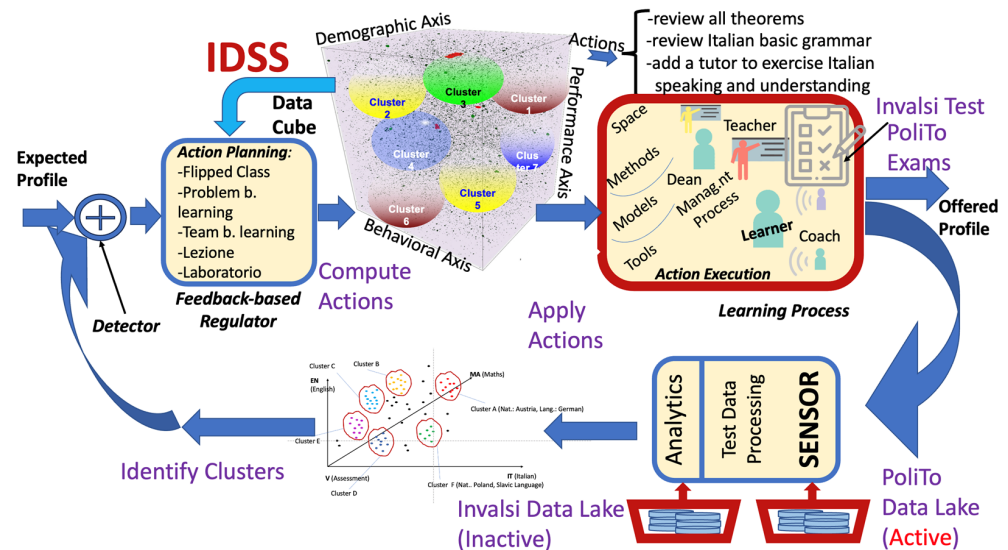 IDSS
Data
Cube
Demographic Axis
Performance Axis
Behavioral Axis
Cluster
2
Cluster
3
Cluster
1
Cluster
4
Clus
ter 7
Cluster
5
Cluster
6
Actions
-review all theorems
-review Italian basic grammar
-add a tutor to exercise Italian
speaking and understanding
Expected
Profile
Detector
Action Planning:
-Flipped Class
-Problem b.
learning
-Team b. learning
-Lezione
-Laboratorio
Feedback-based
Regulator
Compute
Actions
Apply
Actions
Space
Methods
Models
Tools
Teacher
Dean
Manag.nt
Process
Learner
Coach
Action Execution
Learning Process
Invalsi Test
PoliTo
Exams
Offered
Profile
Cluster C
Cluster B
EN
(English)
MA (Maths)
Cluster A (Nat.: Austria, Lang.: German)
Cluster E
V (Assessment)
IT (Italian)
Cluster F (Nat.. Poland, Slavic Language)
Cluster D
Identify Clusters
Analytics
Test Data
Processing
SENSOR
Invalsi Data Lake
(Inactive)
PoliTo
Data Lake
(Active)